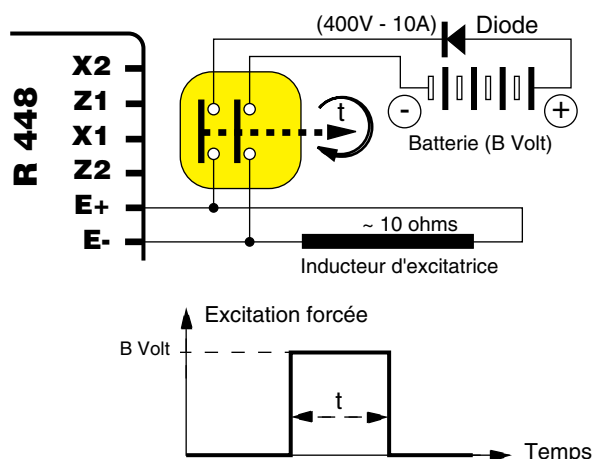 (400V - 10A) Diode
X2
Z1
X1
Z2
E+
E-
R 448
t
-
+
Batterie (B Volt)
~ 10 ohms
Inducteur d'excitatrice
Excitation forcée
B Volt
t
Temps